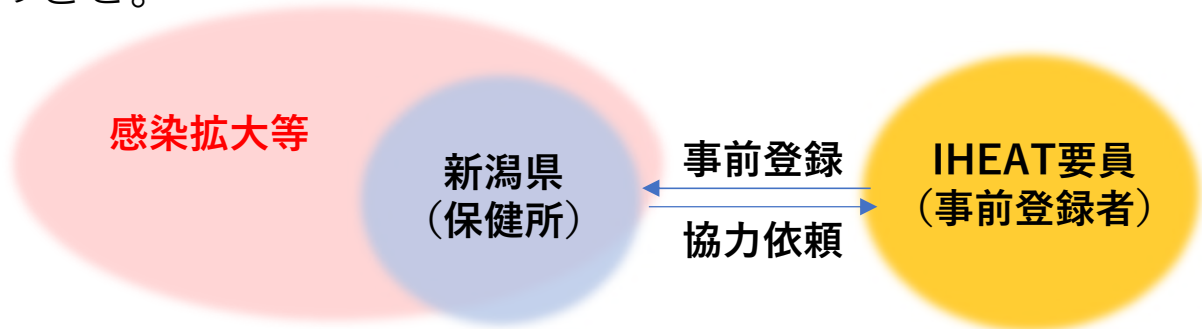 感染拡大等
新潟県
（保健所）
事前登録
協力依頼
IHEAT要員
（事前登録者）